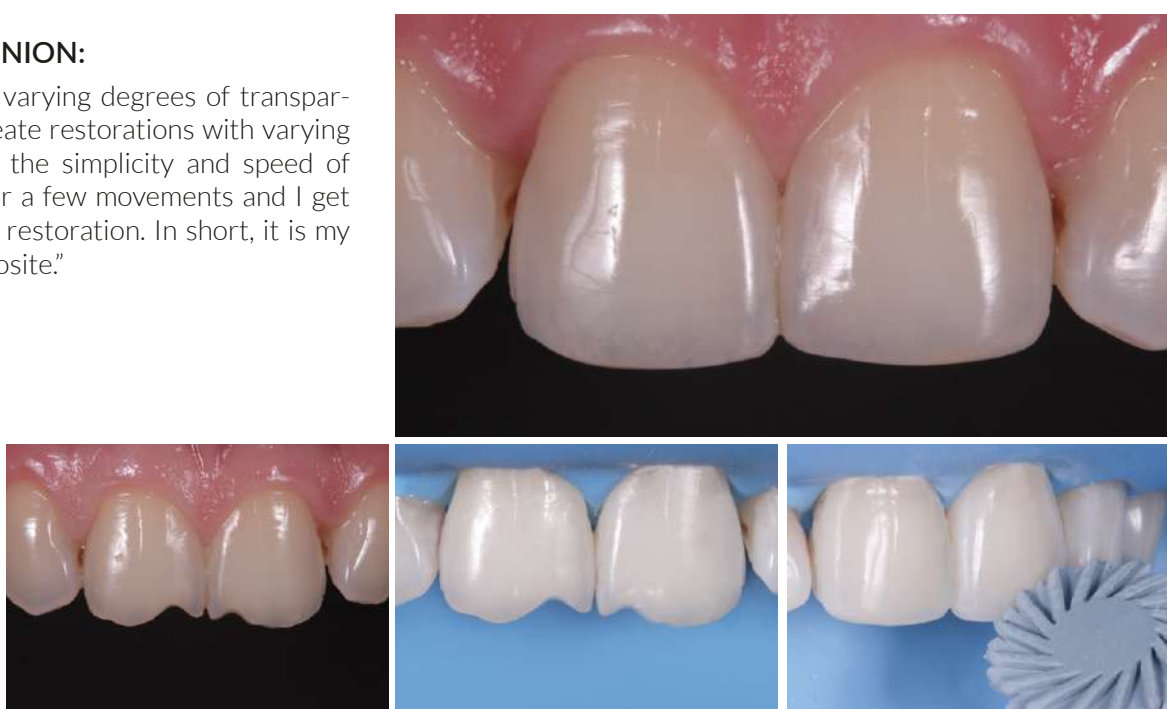 NION:
varying degrees of transpar-
eate restorations with varying
the simplicity and speed of
r a few movements and I get
restoration. In short, it is my
osite.”